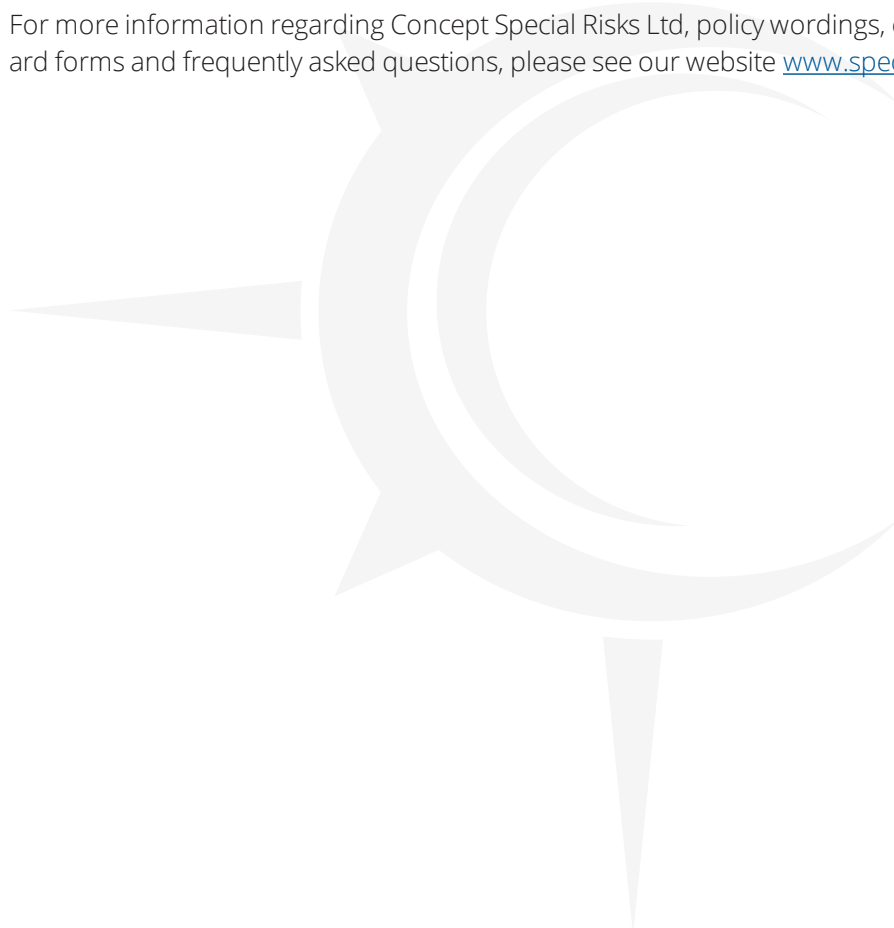 For more information regarding Concept Special Risks Ltd, policy wordings,
ard forms and frequently asked questions, please see our website www.spec